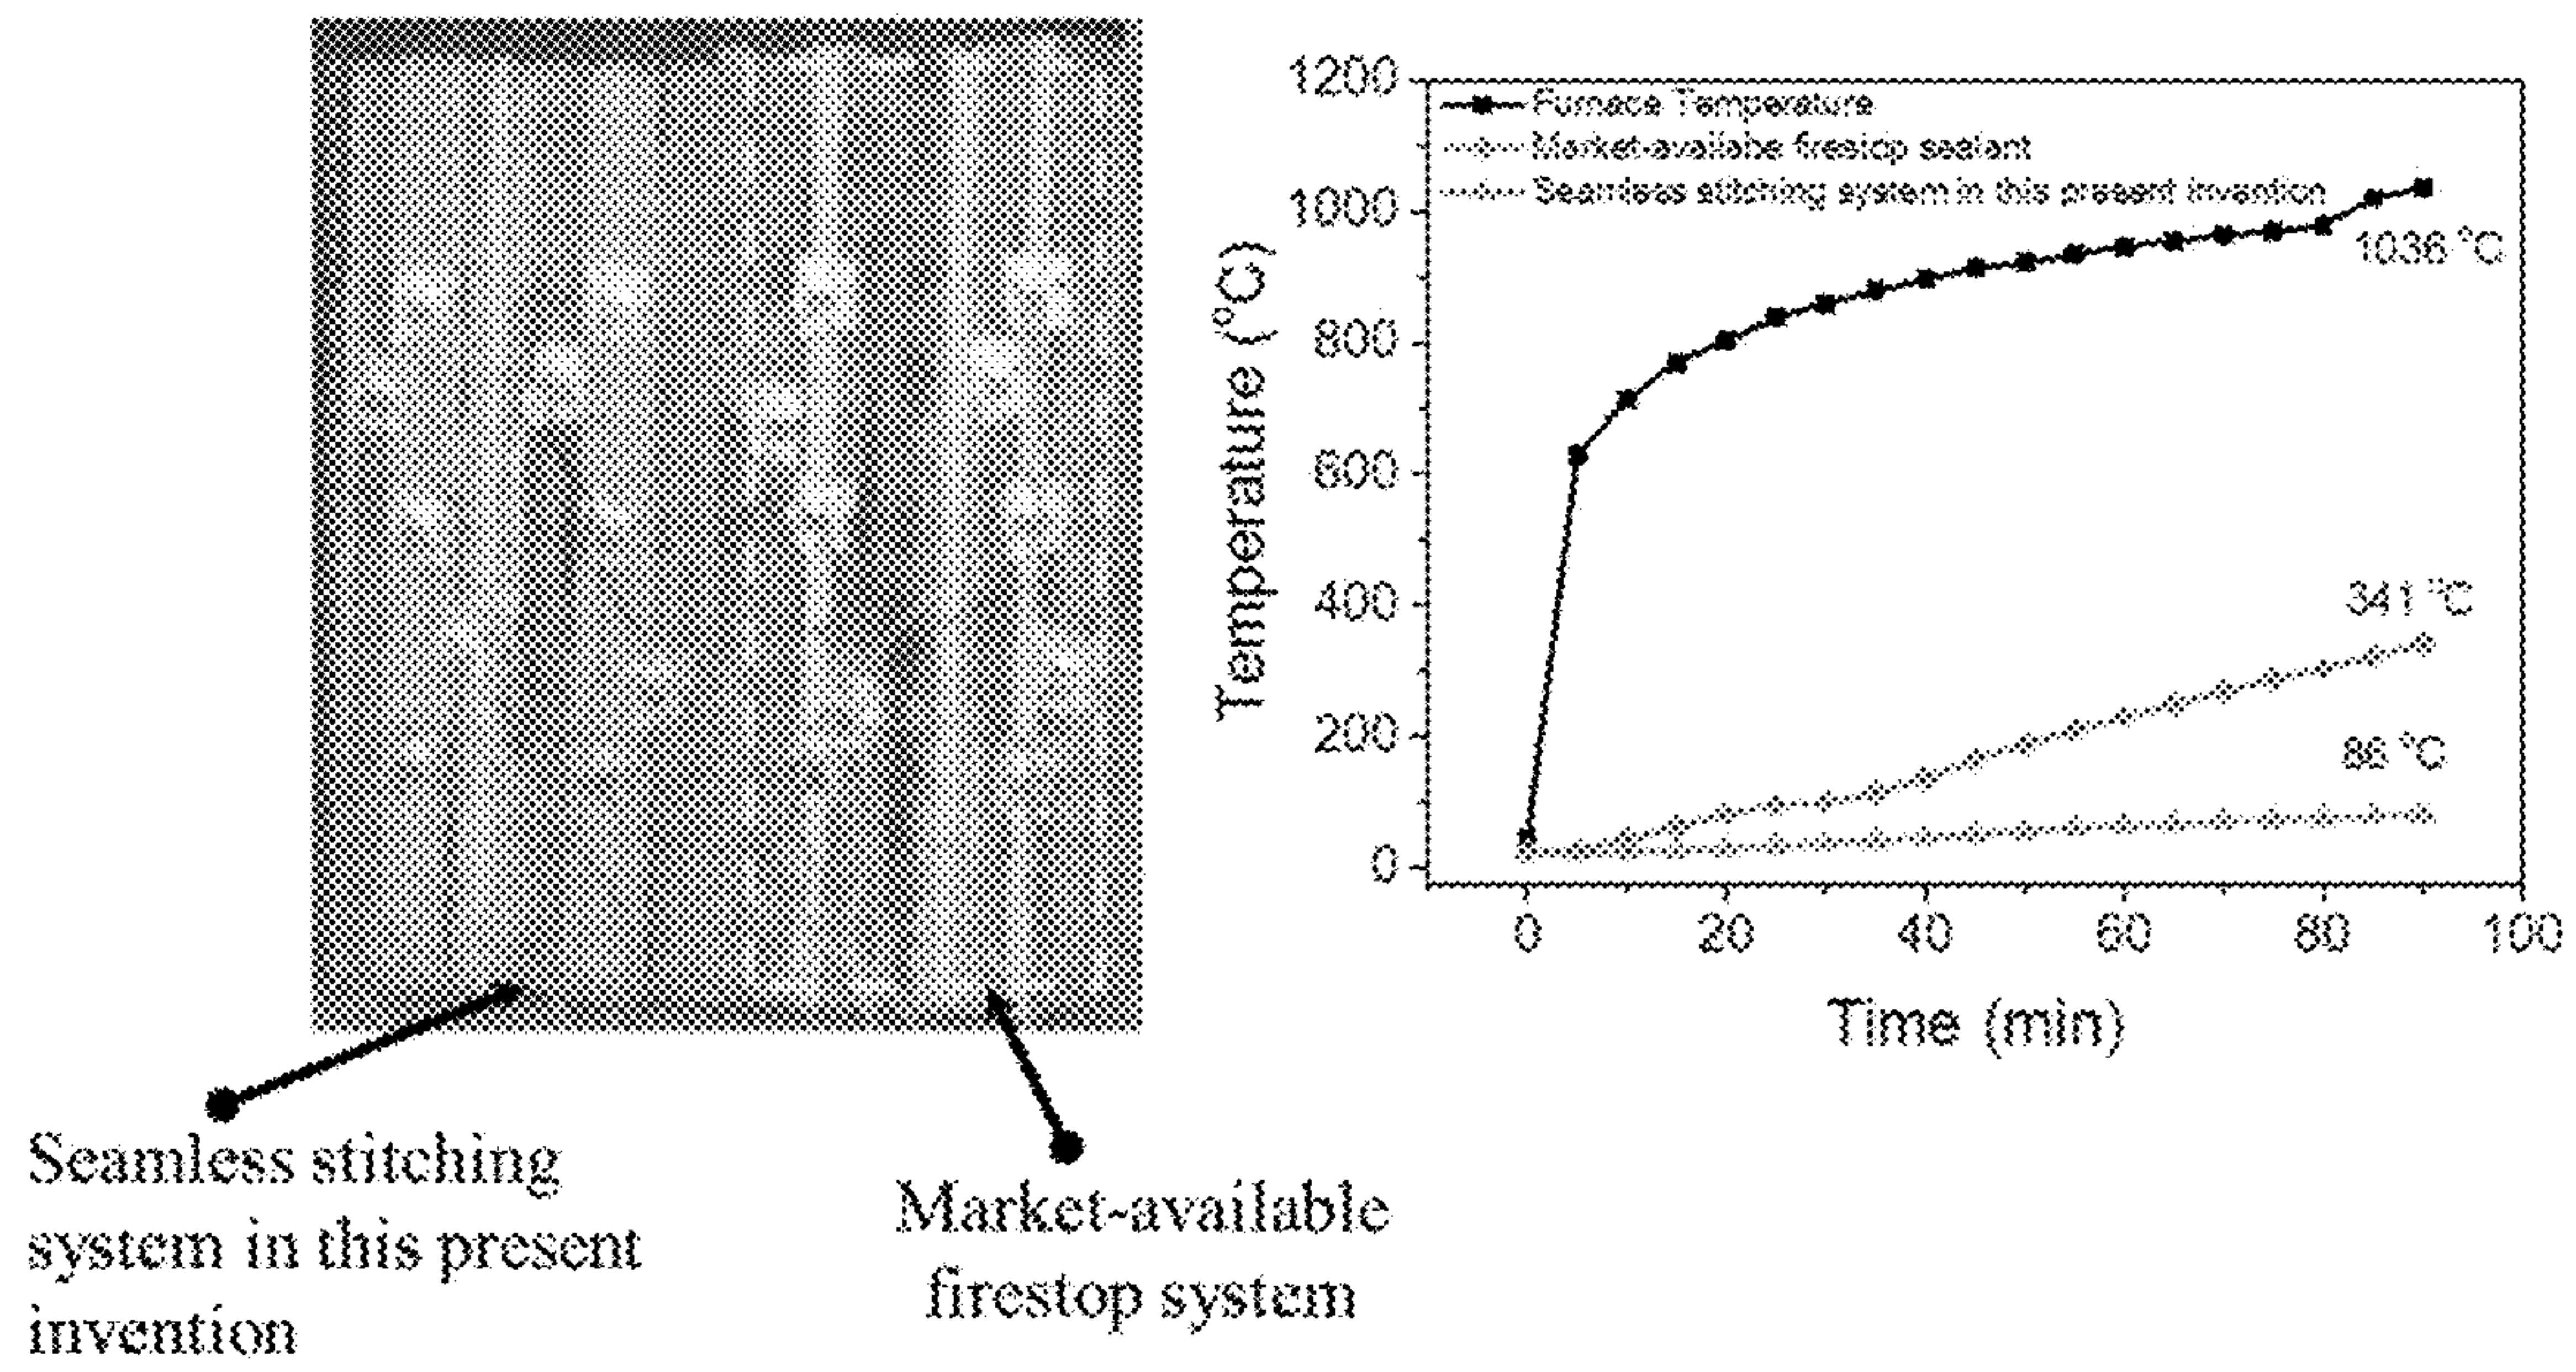 Seamless stitching
system in this present
invention
Market-available
firestop system
Temperature (°C)
1200
1000
800
600
400
200
0
Furnace Temperature
Market-availabe firestop sealant
Seamless stitching system in this present invention
1036 °C
341 °C
86 °C
0 20 40 60 80 100
Time (min)